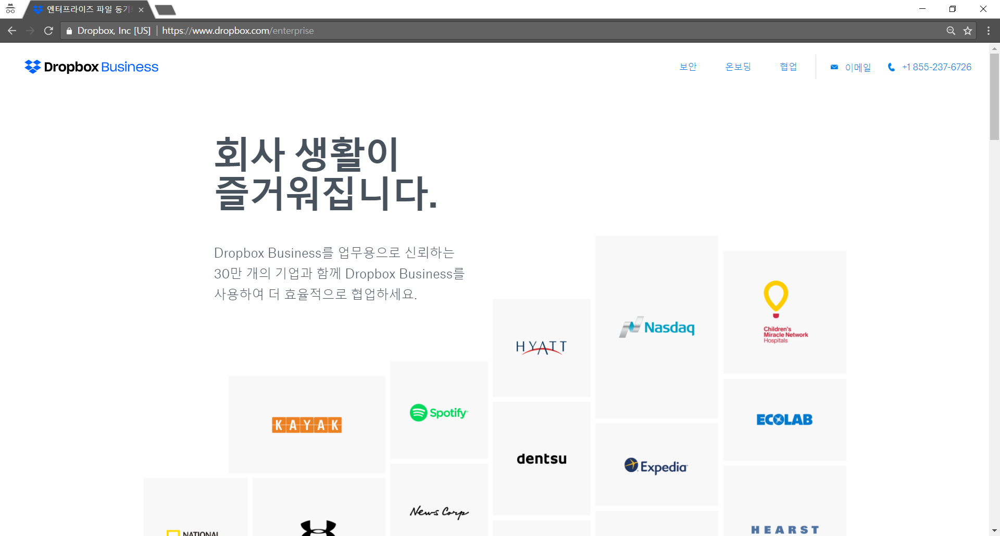 엔터프라이즈 파일 동기
Dropbox, Inc [US] https://www.dropbox.com/enterprise
Dropbox Business
보안 온보딩 협업 이메일 +1 855-237-6726
회사 생활이
즐거워집니다.
Dropbox Business를 업무용으로 신뢰하는
30만 개의 기업과 함께 Dropbox Business를
사용하여 더 효율적으로 협업하세요.
HYATT
Nasdaq
Children's
Miracle Network
Hospitals
KAYAK
Spotify
dentsu
Expedia
ECOLAB
News Corp
NATIONAL
HEARST